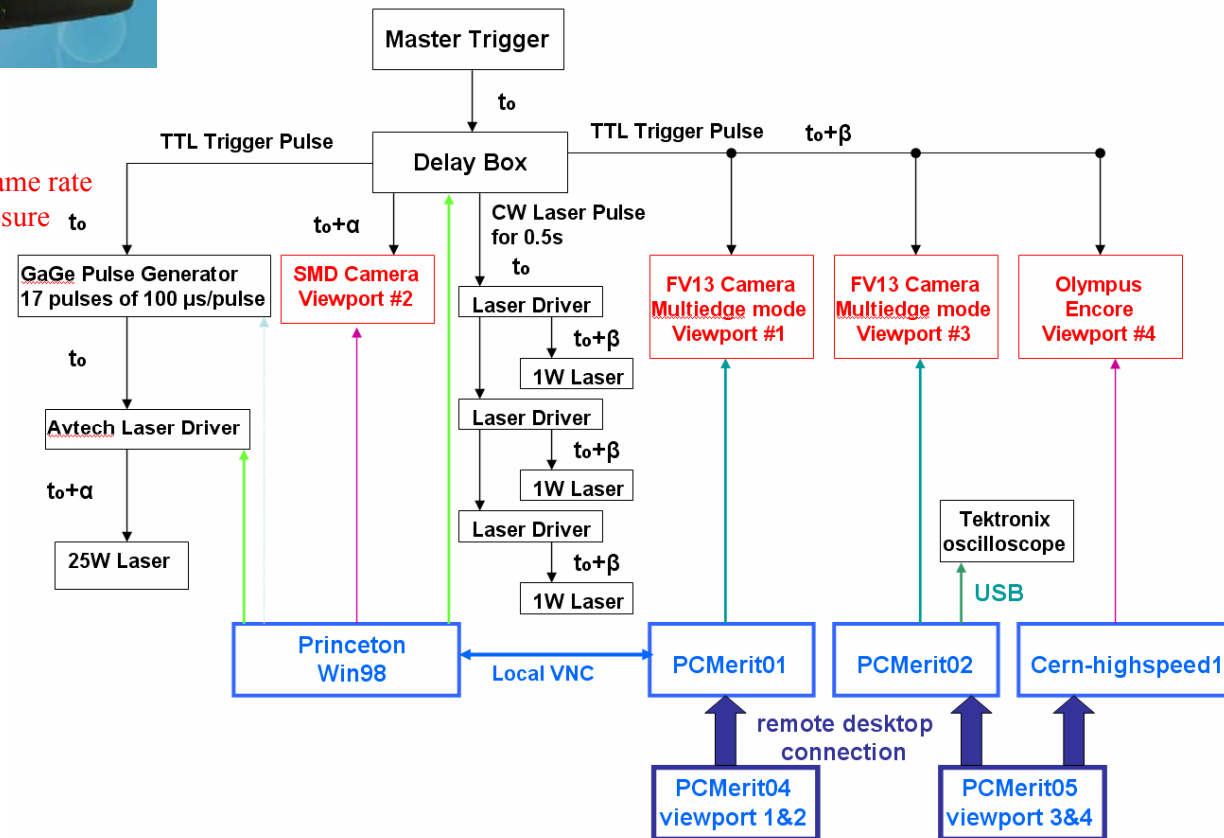 Master Trigger
t₀
TTL Trigger Pulse
Delay Box
TTL Trigger Pulse
t₀+β
ame rate
sure
t₀
t₀+α
CW Laser Pulse
for 0.5s
t₀
GaGe Pulse Generator
17 pulses of 100 µs/pulse
SMD Camera
Viewport #2
Laser Driver
t₀+β
1W Laser
FV13 Camera
Multiedge mode
Viewport #1
FV13 Camera
Multiedge mode
Viewport #3
Olympus
Encore
Viewport #4
t₀
Avtech Laser Driver
Laser Driver
t₀+β
1W Laser
t₀+α
25W Laser
Laser Driver
t₀+β
1W Laser
Tektronix
oscilloscope
USB
Princeton
Win98
Local VNC
PCMerit01
PCMerit02
Cern-highspeed1
remote desktop
connection
PCMerit04
viewport 1&2
PCMerit05
viewport 3&4